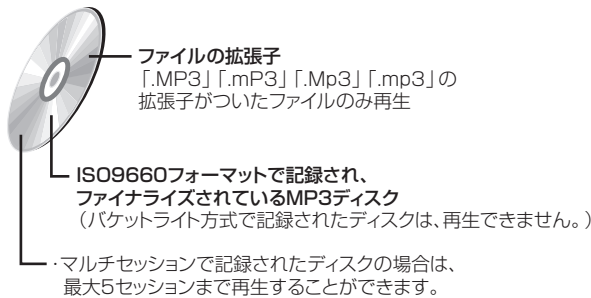 ファイルの拡張子
「.MP3」「.mP3」「.Mp3」「.mp3」の
拡張子がついたファイルのみ再生
ISO9660フォーマットで記録され、
ファイナライズされているMP3ディスク
（バケットライト方式で記録されたディスクは、再生できません。）
・マルチセッションで記録されたディスクの場合は、
最大5セッションまで再生することができます。